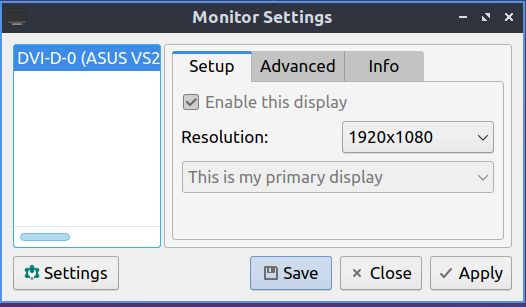 Monitor Settings
DVI-D-0 (ASUS VS2
Setup
Advanced
Info
Enable this display
Resolution:
1920x1080
This is my primary display
Settings
Save
Close
Apply